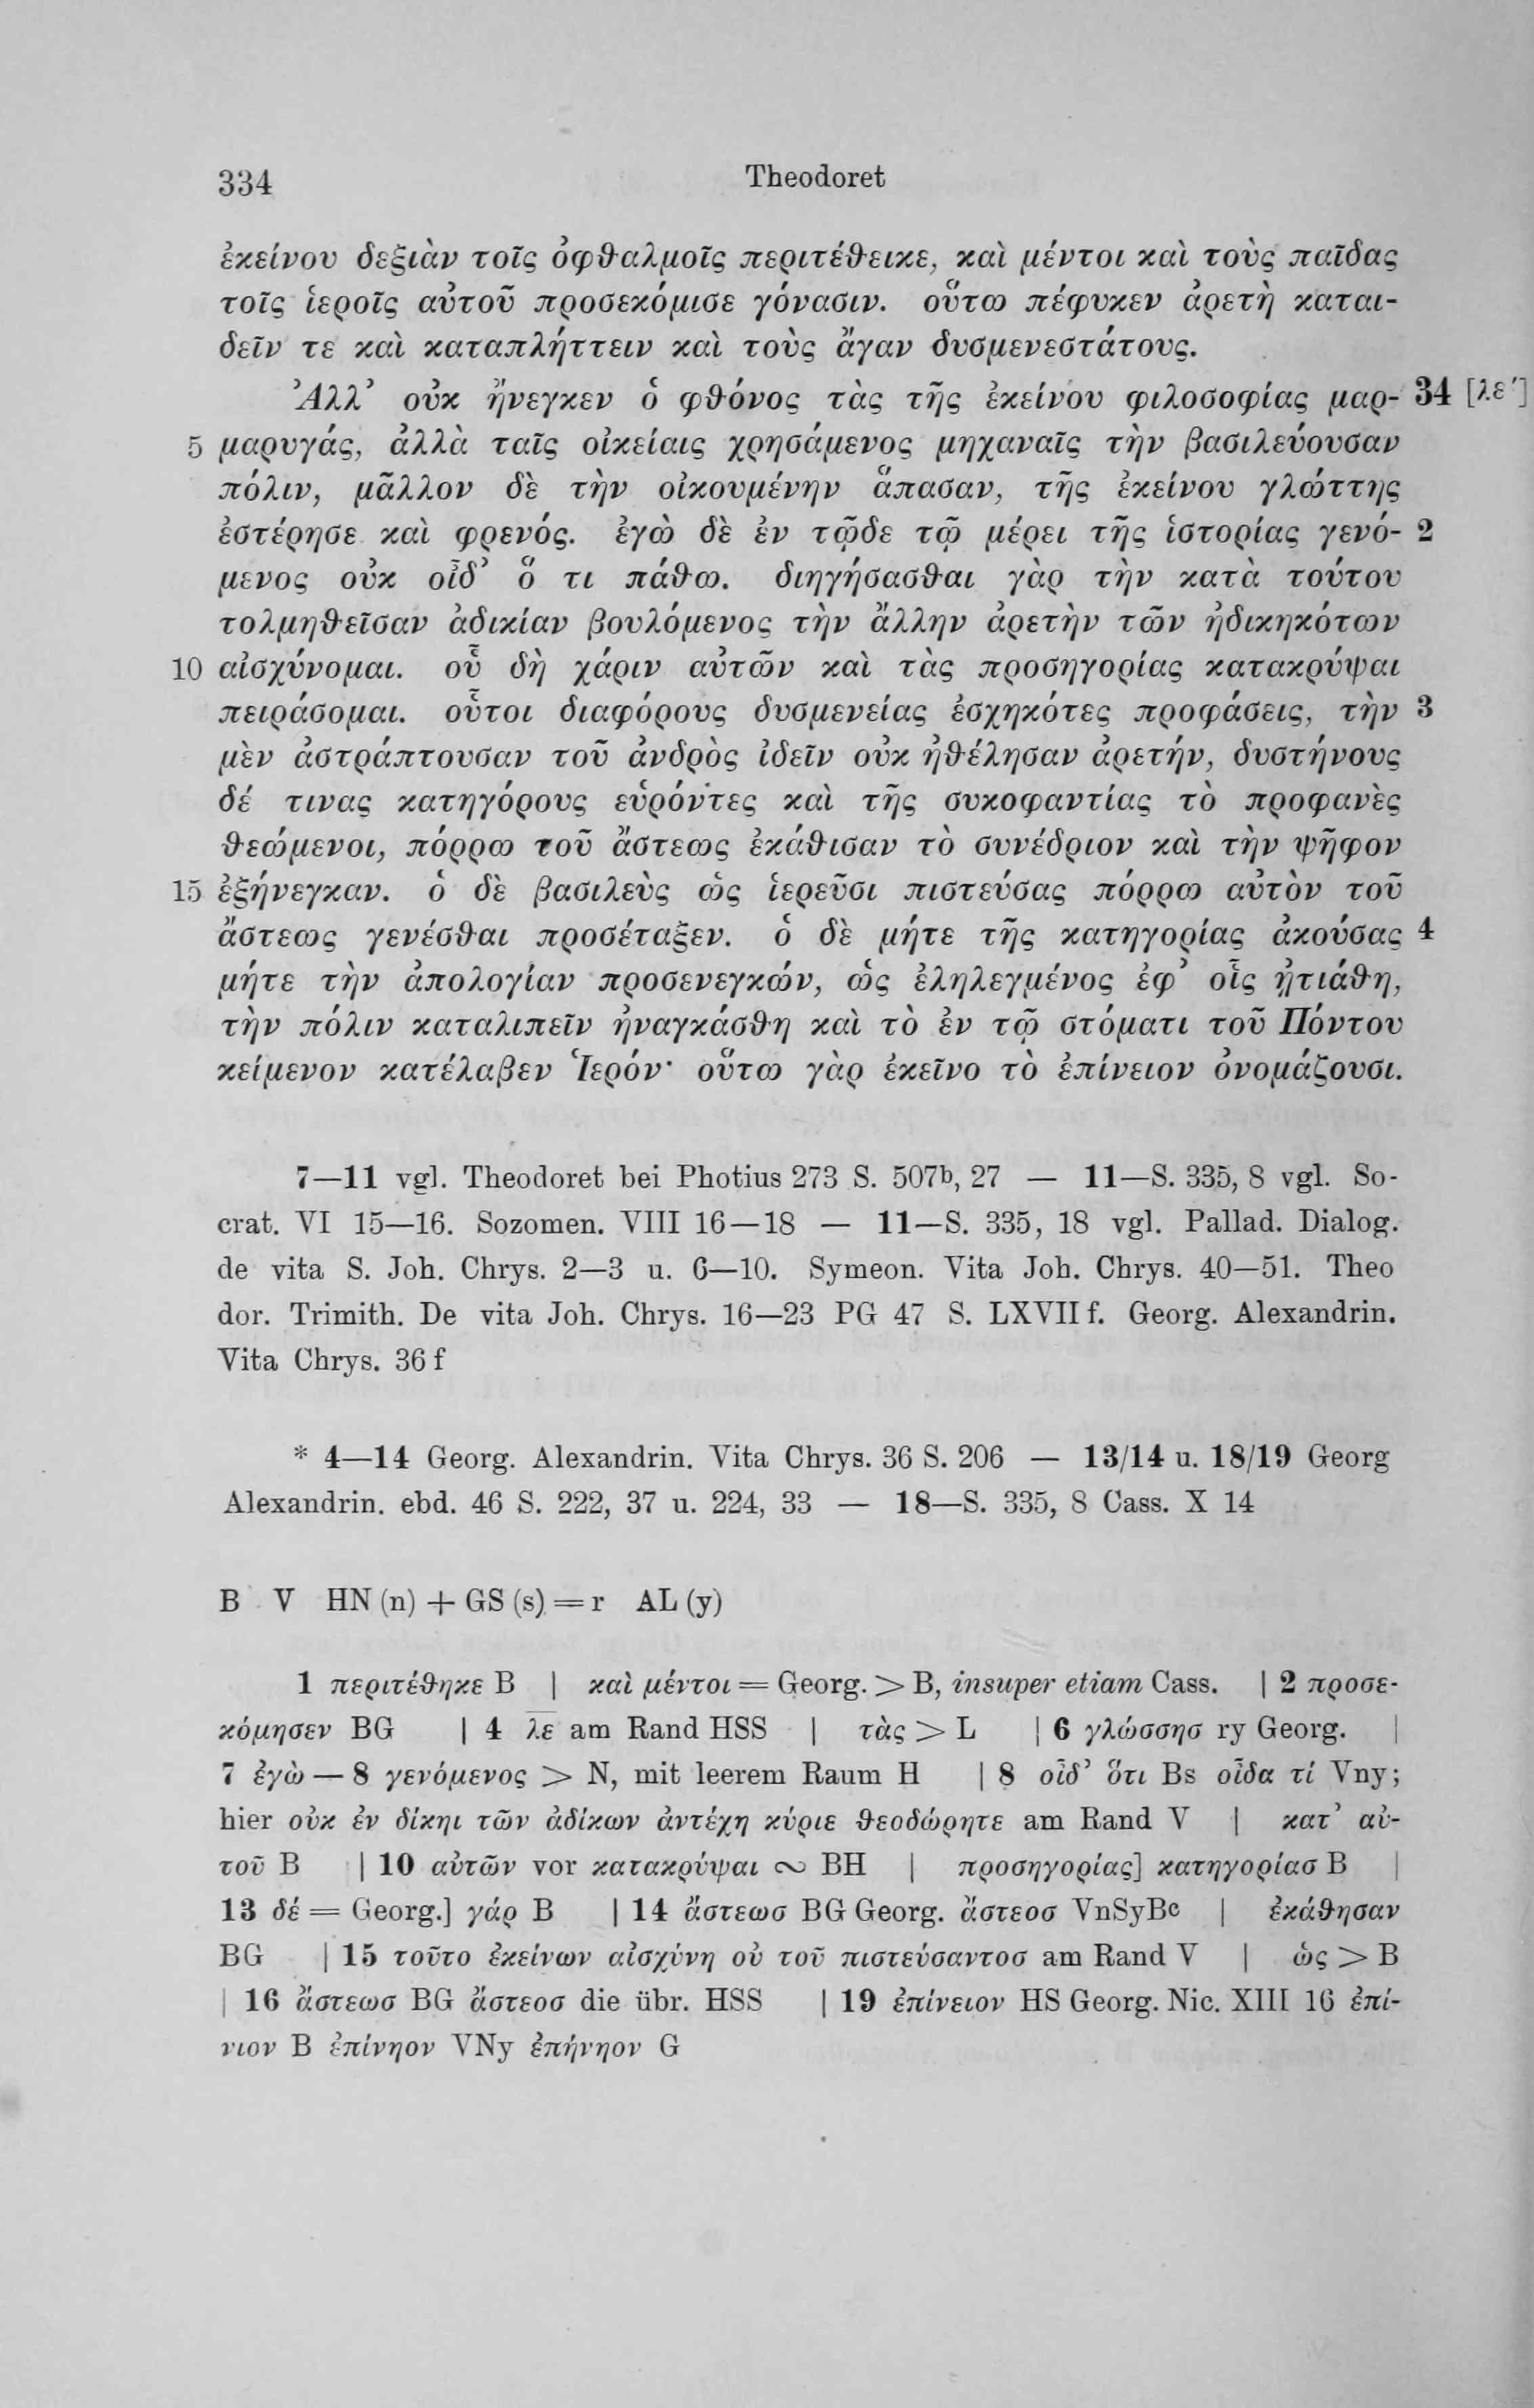 334
Theodoret
ἐκείνου δεξιὰν τοῖς ὀφθαλμοῖς περιτέθεικε, καὶ μέντοι καὶ τοὺς παῖδας
τοῖς ἱεροῖς αὐτοῦ προσεκόμισε γόνασιν. οὕτω πέφυκεν ἀρετὴ καται-
δεῖν τε καὶ καταπλήττειν καὶ τοὺς ἄγαν δυσμενεστάτους.
Ἀλλ’ οὐκ ἤνεγκεν ὁ φθόνος τὰς τῆς ἐκείνου φιλοσοφίας μαρ- 34 [λε′]
5 μαρυγάς, ἀλλὰ ταῖς οἰκείαις χρησάμενος μηχαναῖς τὴν βασιλεύουσαν
πόλιν, μᾶλλον δὲ τὴν οἰκουμένην ἅπασαν, τῆς ἐκείνου γλώττης
ἐστέρησε καὶ φρενός. ἐγὼ δὲ ἐν τῷδε τῷ μέρει τῆς ἱστορίας γενό- 2
μενος οὐκ οἶδ’ ὅ τι πάθω. διηγήσασθαι γὰρ τὴν κατὰ τούτου
τολμηθεῖσαν ἀδικίαν βουλόμενος τὴν ἄλλην ἀρετὴν τῶν ἠδικηκότων
10 αἰσχύνομαι. οὗ δὴ χάριν αὐτῶν καὶ τὰς προσηγορίας κατακρύψαι
πειράσομαι. οὗτοι διαφόρους δυσμενείας ἐσχηκότες προφάσεις, τὴν 3
μὲν ἀστράπτουσαν τοῦ ἀνδρὸς ἰδεῖν οὐκ ἠθέλησαν ἀρετήν, δυστήνους
δέ τινας κατηγόρους εὑρόντες καὶ τῆς συκοφαντίας τὸ προφανὲς
θεώμενοι, πόρρω τοῦ ἄστεως ἐκάθισαν τὸ συνέδριον καὶ τὴν ψῆφον
15 ἐξήνεγκαν. ὁ δὲ βασιλεὺς ὡς ἱερεῦσι πιστεύσας πόρρω αὐτὸν τοῦ
ἄστεως γενέσθαι προσέταξεν. ὁ δὲ μήτε τῆς κατηγορίας ἀκούσας 4
μήτε τὴν ἀπολογίαν προσενεγκών, ὡς ἐληλεγμένος ἐφ’ οἷς ᾐτιάθη,
τὴν πόλιν καταλιπεῖν ἠναγκάσθη καὶ τὸ ἐν τῷ στόματι τοῦ Πόντου
κείμενον κατέλαβεν Ἱερόν· οὕτω γὰρ ἐκεῖνο τὸ ἐπίνειον ὀνομάζουσι.
7—11 vgl. Theodoret bei Photius 273 S. 507b, 27 — 11—S. 335, 8 vgl. So-
crat. VI 15—16. Sozomen. VIII 16—18 — 11—S. 335, 18 vgl. Pallad. Dialog.
de vita S. Joh. Chrys. 2—3 u. 6—10. Symeon. Vita Joh. Chrys. 40—51. Theo
dor. Trimith. De vita Joh. Chrys. 16—23 PG 47 S. LXVII f. Georg. Alexandrin.
Vita Chrys. 36 f
* 4—14 Georg. Alexandrin. Vita Chrys. 36 S. 206 — 13/14 u. 18/19 Georg
Alexandrin. ebd. 46 S. 222, 37 u. 224, 33 — 18—S. 335, 8 Cass. X 14
B V HN (n) + GS (s) = r AL (y)
1 περιτέθηκε B | καὶ μέντοι = Georg. > B, insuper etiam Cass. | 2 προσε-
κόμησεν BG | 4 λε am Rand HSS | τὰς > L | 6 γλώσσησ ry Georg. |
7 ἐγὼ — 8 γενόμενος > N, mit leerem Raum H | 8 οἶδ’ ὅτι Bs οἶδα τί Vny;
hier οὐκ ἐν δίκηι τῶν ἀδίκων ἀντέχη κύριε θεοδώρητε am Rand V | κατ’ αὐ-
τοῦ B | 10 αὐτῶν vor κατακρύψαι ∾ BH | προσηγορίας] κατηγορίασ B |
13 δέ = Georg.] γάρ B | 14 ἄστεωσ BG Georg. ἄστεοσ VnSyBc | ἐκάθησαν
BG | 15 τοῦτο ἐκείνων αἰσχύνη οὐ τοῦ πιστεύσαντοσ am Rand V | ὡς > B
| 16 ἄστεωσ BG ἄστεοσ die übr. HSS | 19 ἐπίνειον HS Georg. Nic. XIII 16 ἐπί-
νιον B ἐπίνηον VNy ἐπήνηον G